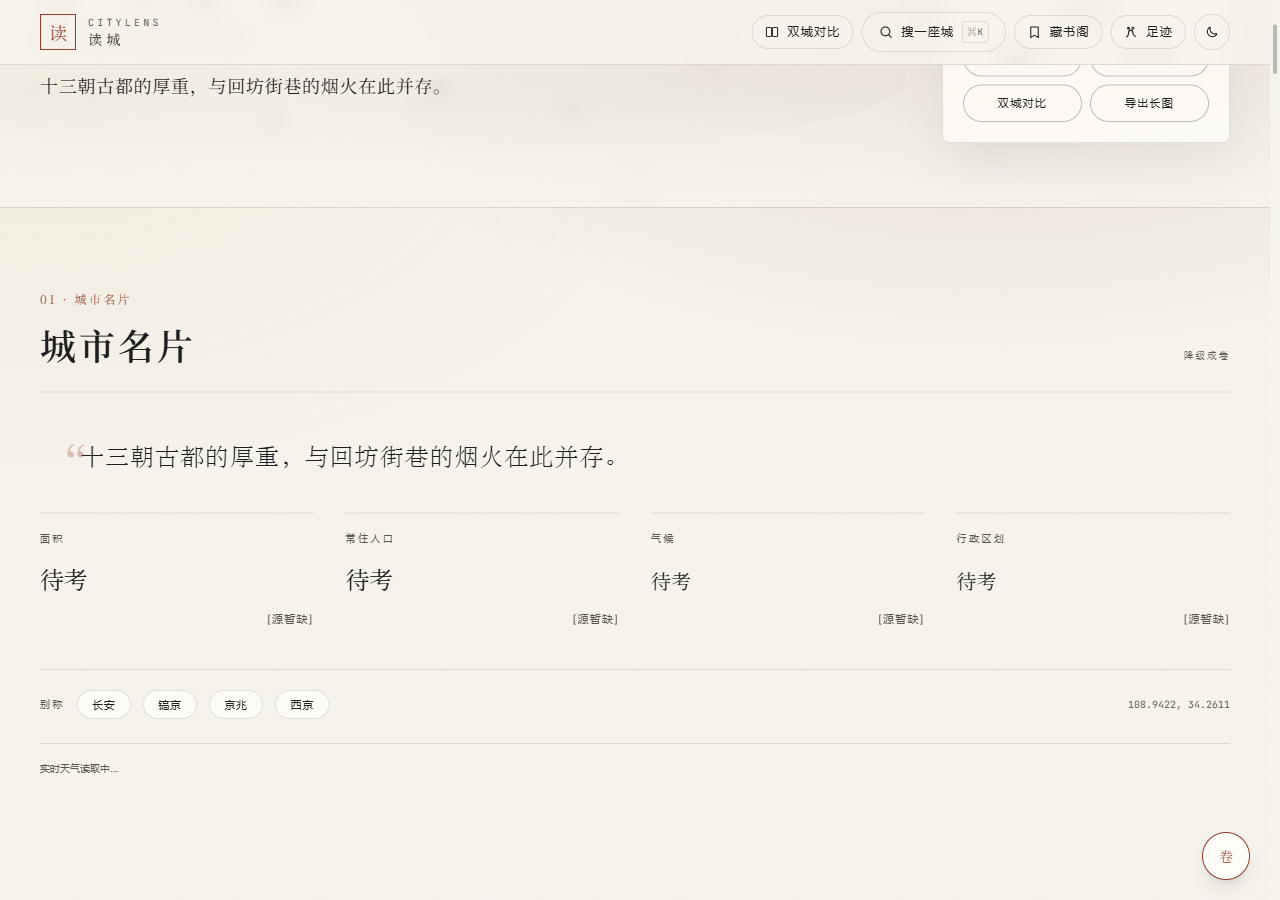 读
CITYLENS
读城
双城对比
搜一座城 ⌘K
藏书阁
足迹
十三朝古都的厚重，与回坊街巷的烟火在此并存。
双城对比
导出长图
01 · 城市名片
城市名片
降级成卷
“十三朝古都的厚重，与回坊街巷的烟火在此并存。
面积
待考
[源暂缺]
常住人口
待考
[源暂缺]
气候
待考
[源暂缺]
行政区划
待考
[源暂缺]
别称 长安 镐京 京兆 西京
108.9422, 34.2611
实时天气读取中…
卷